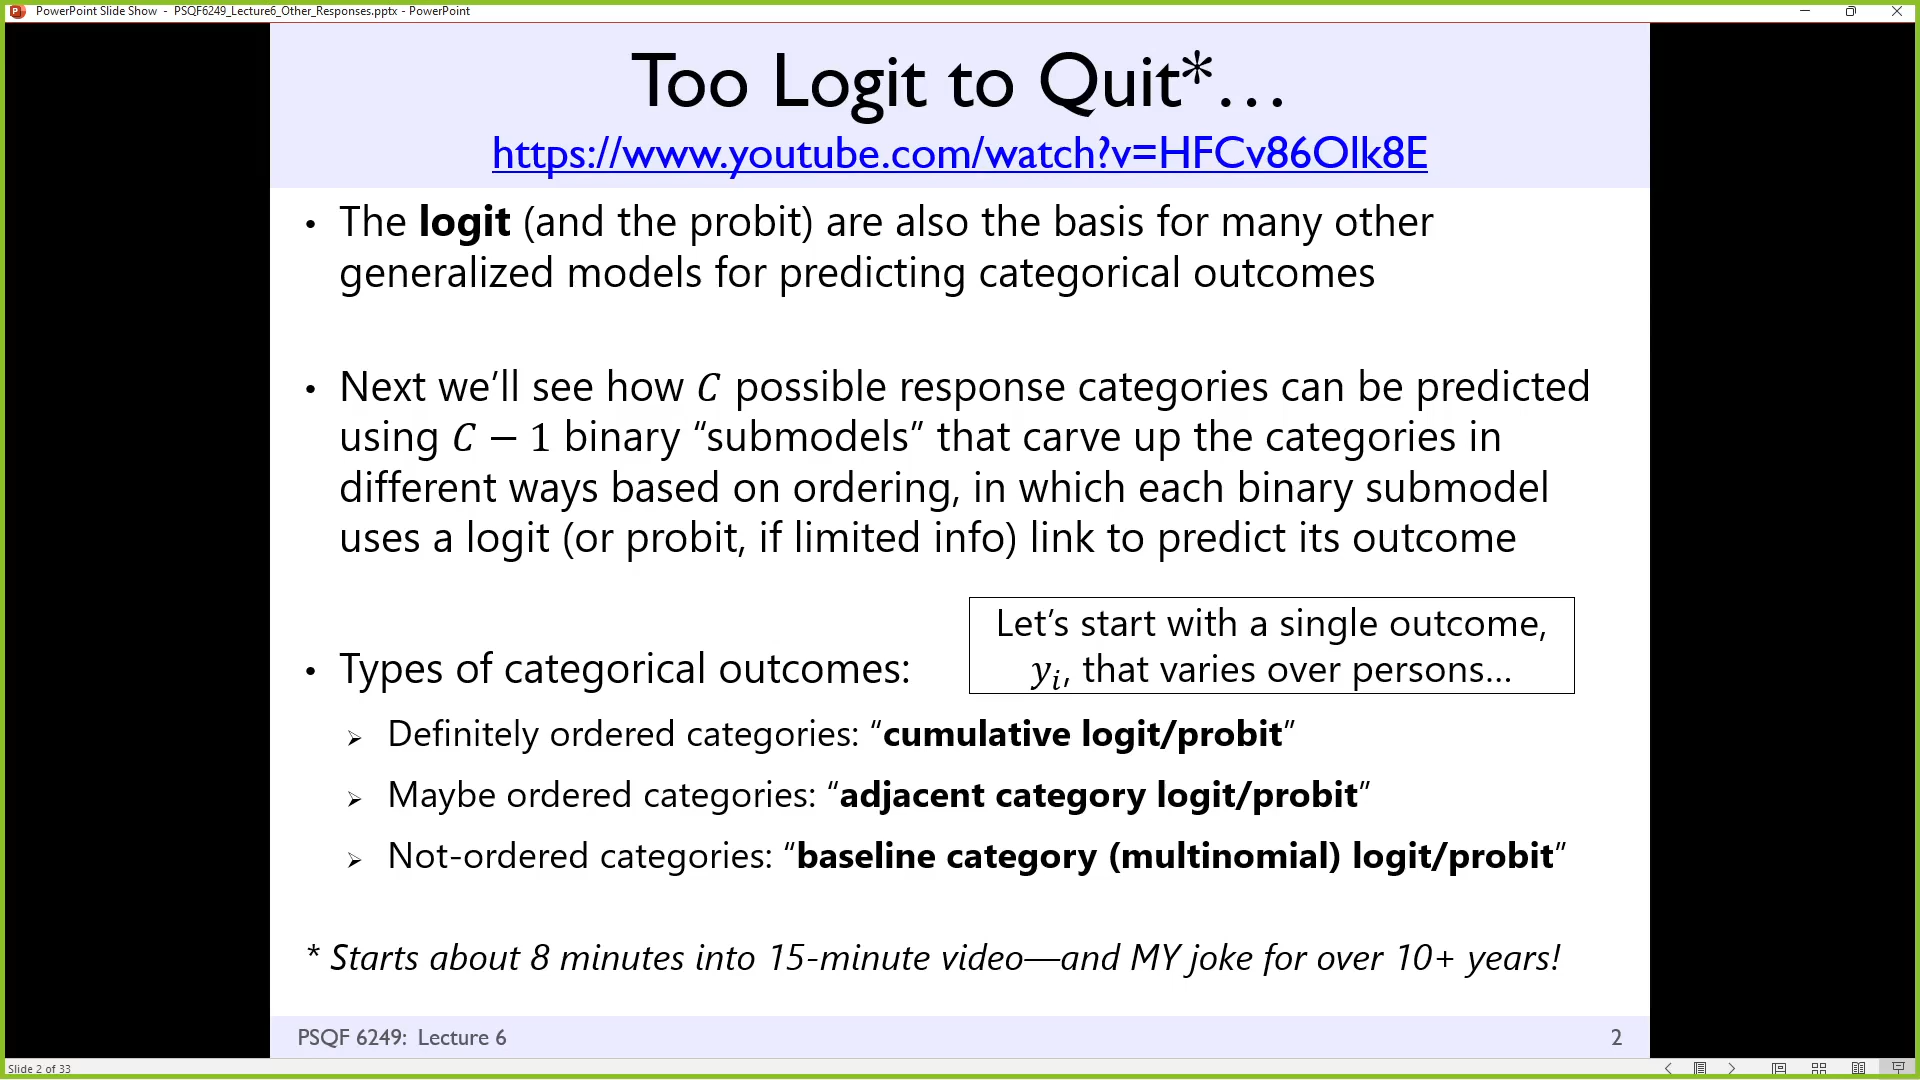 PowerPoint Slide Show - PSQF6249_Lecture6_Other_Responses.pptx - PowerPoint
Too Logit to Quit*…
https://www.youtube.com/watch?v=HFCv86Olk8E
• The logit (and the probit) are also the basis for many other
generalized models for predicting categorical outcomes
• Next we’ll see how C possible response categories can be predicted
using C − 1 binary “submodels” that carve up the categories in
different ways based on ordering, in which each binary submodel
uses a logit (or probit, if limited info) link to predict its outcome
Let’s start with a single outcome,
yᵢ, that varies over persons…
• Types of categorical outcomes:
➢ Definitely ordered categories: “cumulative logit/probit”
➢ Maybe ordered categories: “adjacent category logit/probit”
➢ Not-ordered categories: “baseline category (multinomial) logit/probit”
* Starts about 8 minutes into 15-minute video—and MY joke for over 10+ years!
PSQF 6249: Lecture 6
2
Slide 2 of 33